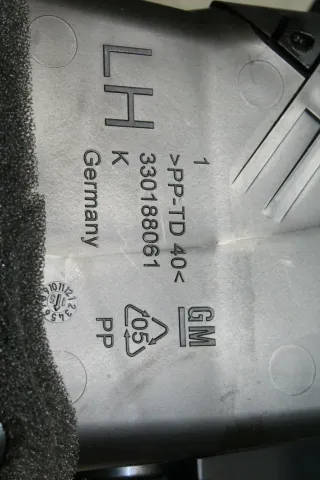 LH
1
>PP-TD 40<
330188061
K
Germany
GM
05
PP